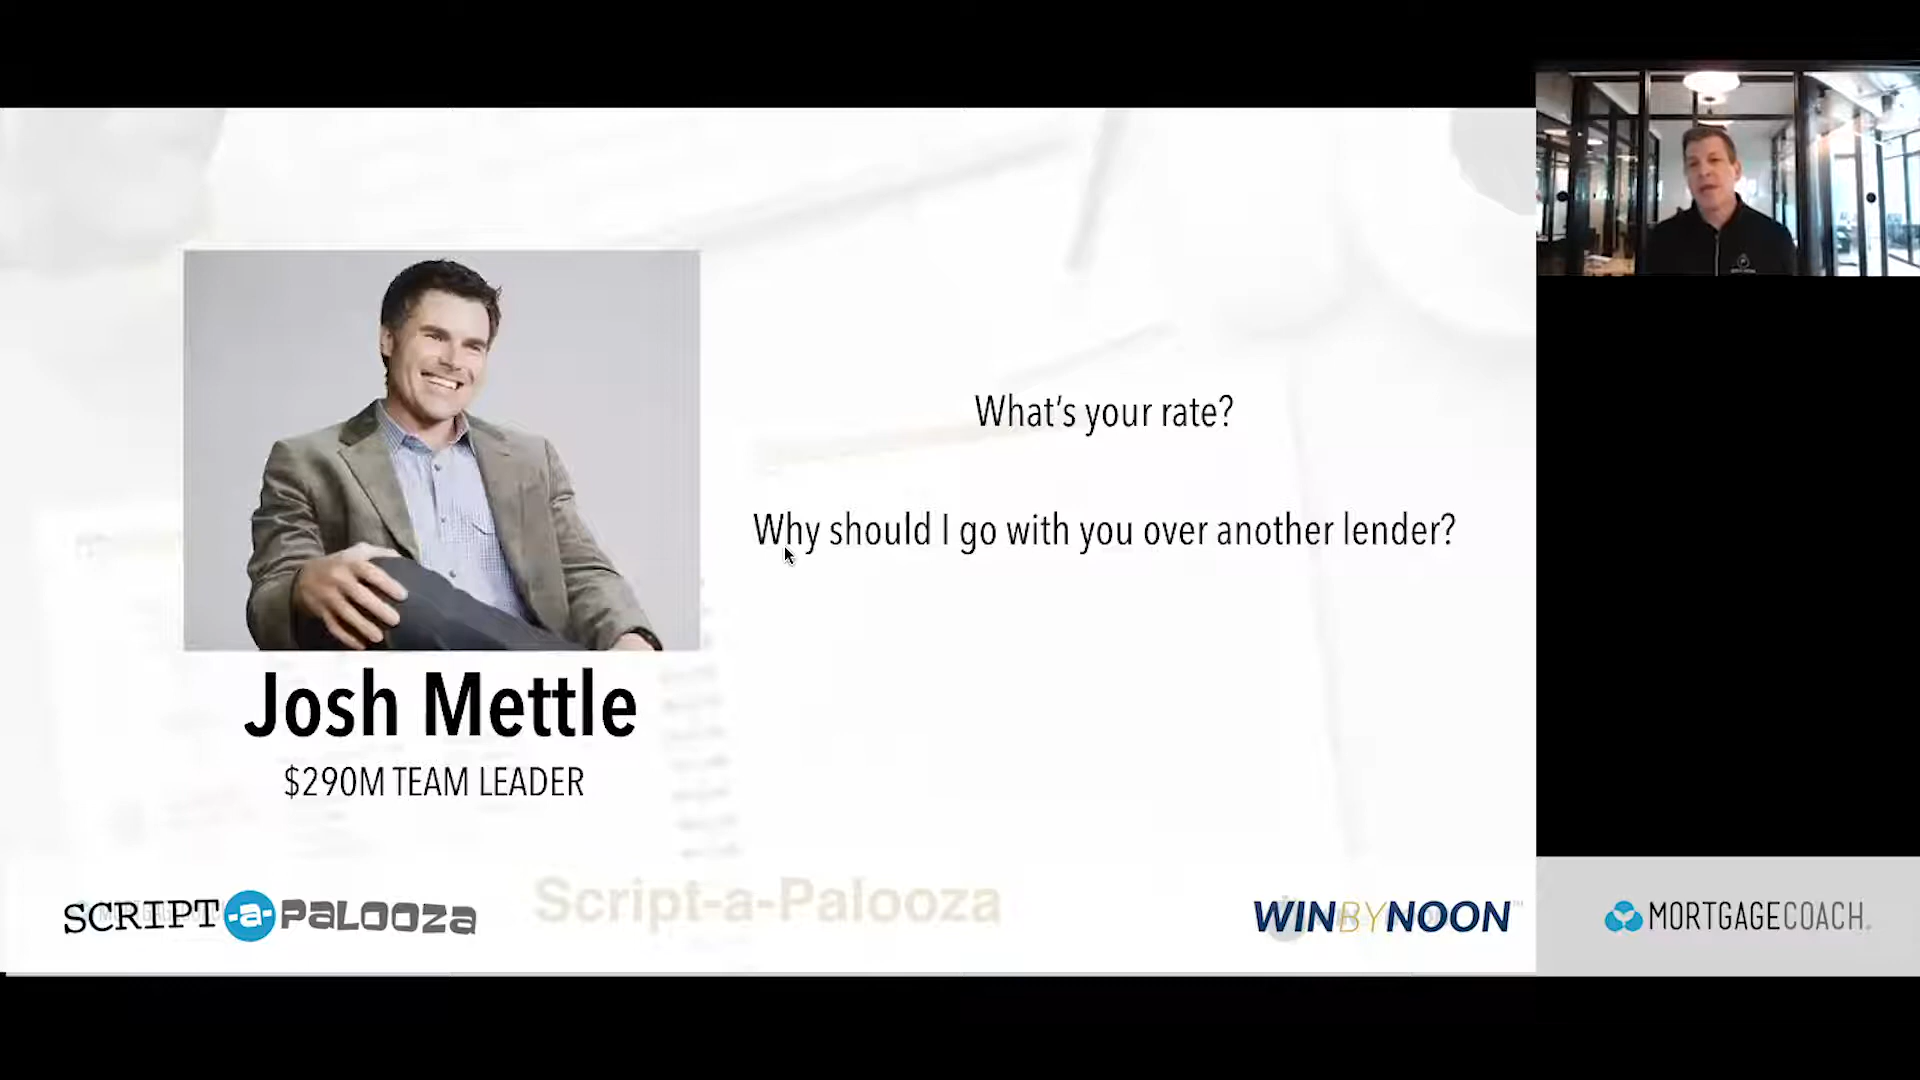 What's your rate?
Why should I go with you over another lender?
Josh Mettle
$290M TEAM LEADER
SCRIPT-a-PALOOZA
Script-a-Palooza
WINBYNOON™
MORTGAGECOACH®